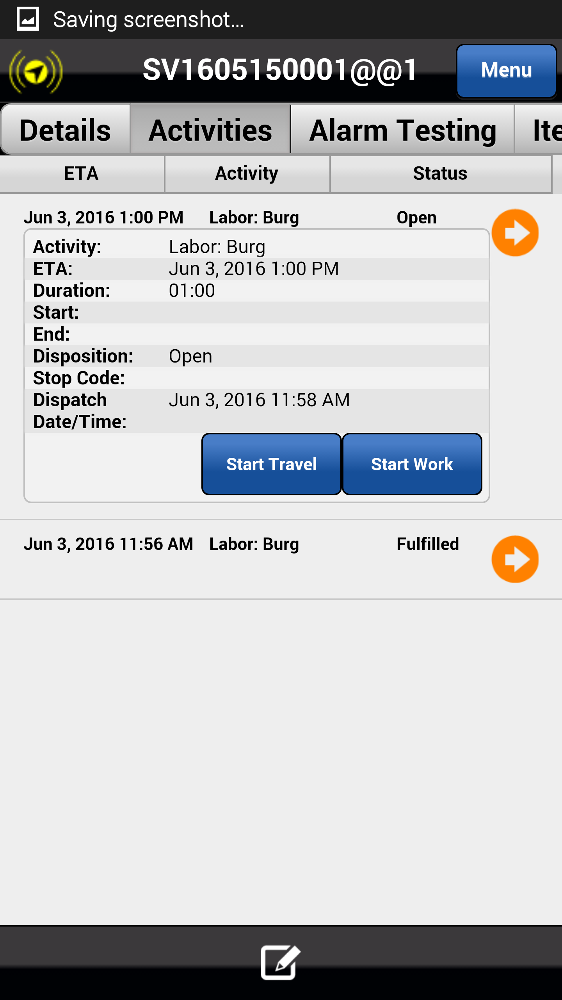 Saving screenshot...
SV1605150001@@1
Menu
Details Activities Alarm Testing Ite
ETA Activity Status
Jun 3, 2016 1:00 PM Labor: Burg Open
Activity: Labor: Burg
ETA: Jun 3, 2016 1:00 PM
Duration: 01:00
Start:
End:
Disposition: Open
Stop Code:
Dispatch Jun 3, 2016 11:58 AM
Date/Time:
Start Travel Start Work
Jun 3, 2016 11:56 AM Labor: Burg Fulfilled